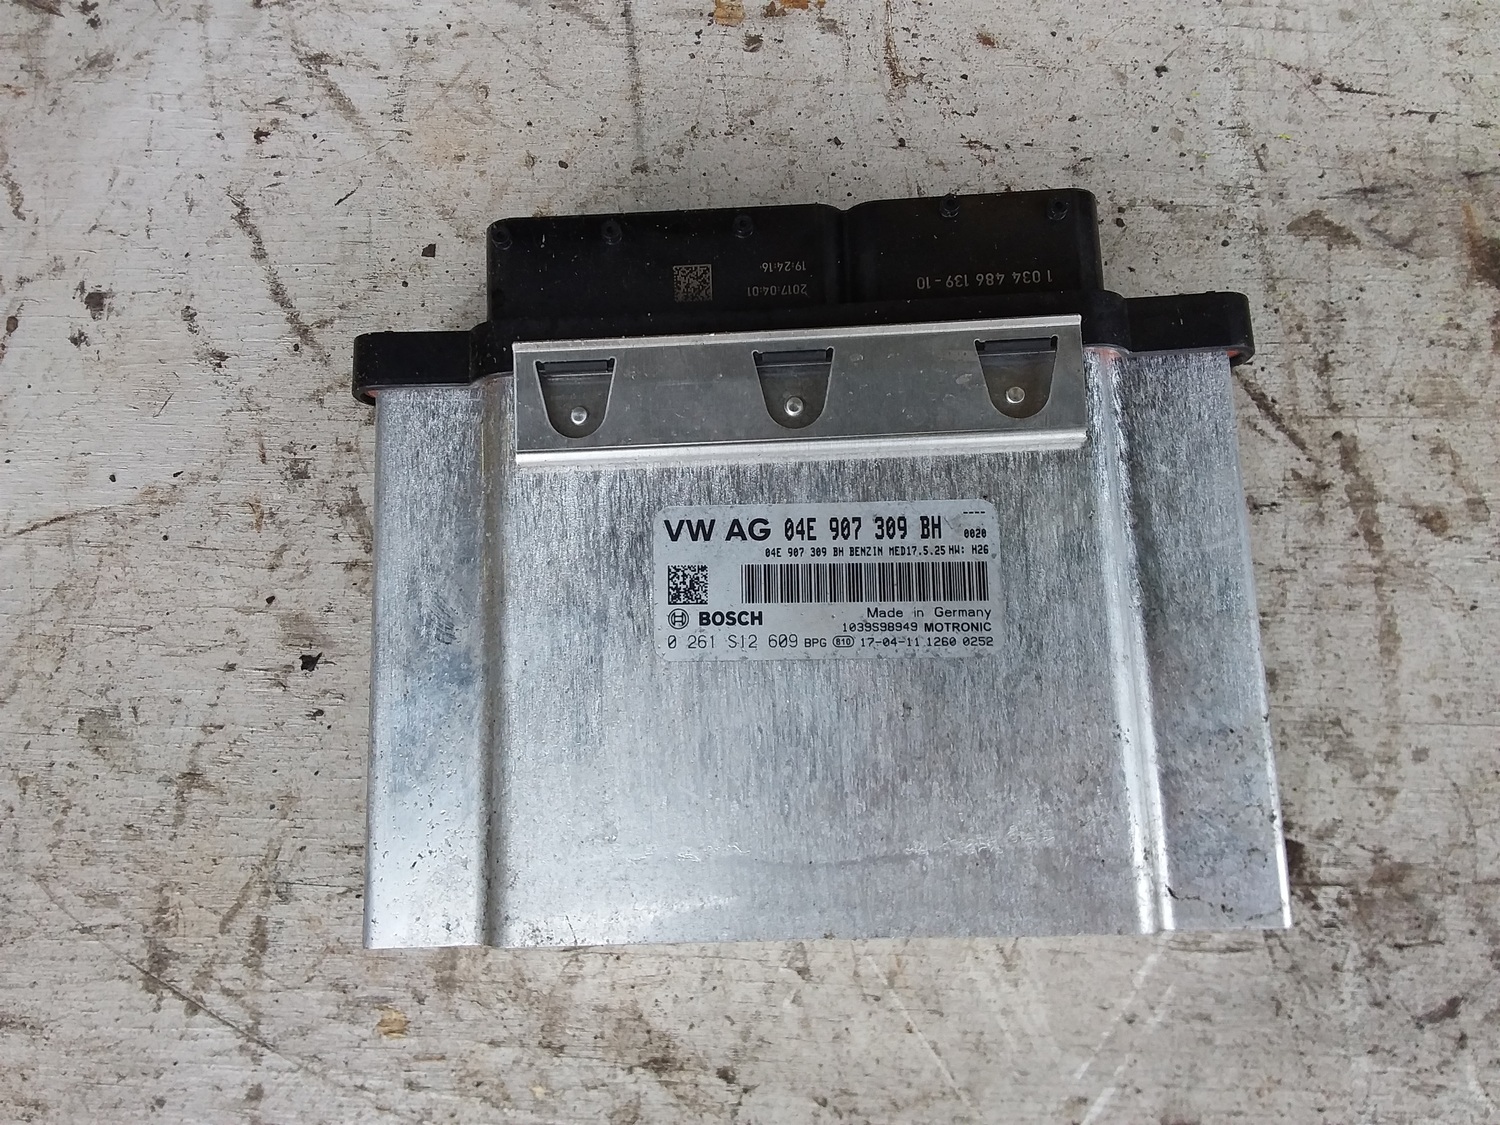 1 034 486 139-10
19:24:16
2017.04.01
VW AG 04E 907 309 BH ---- 0020
04E 907 309 BH BENZIN MED17.5.25 HW: H26
BOSCH Made in Germany
1039S98949 MOTRONIC
0 261 S12 609 BPG 810 17-04-11 1260 0252